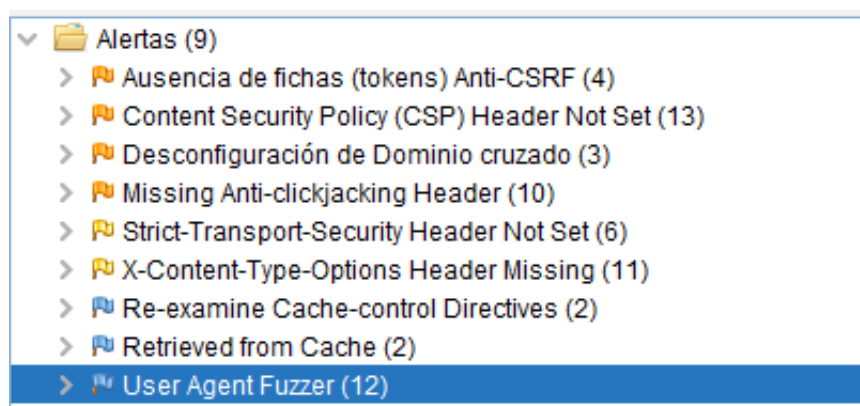 Alertas (9)
Ausencia de fichas (tokens) Anti-CSRF (4)
Content Security Policy (CSP) Header Not Set (13)
Desconfiguración de Dominio cruzado (3)
Missing Anti-clickjacking Header (10)
Strict-Transport-Security Header Not Set (6)
X-Content-Type-Options Header Missing (11)
Re-examine Cache-control Directives (2)
Retrieved from Cache (2)
User Agent Fuzzer (12)